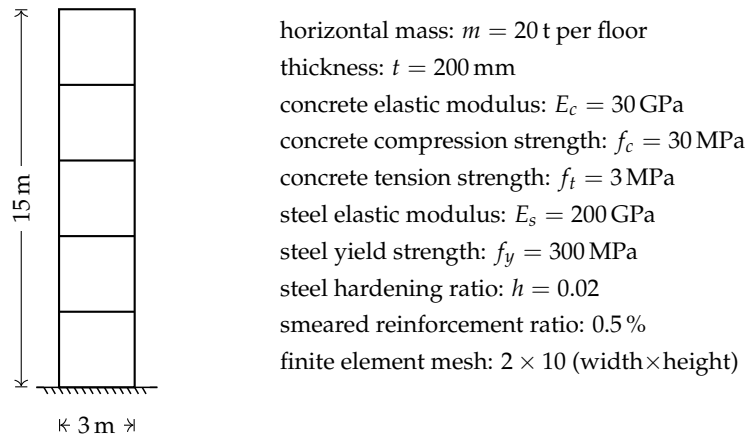 15 m
3 m
horizontal mass: m = 20 t per floor
thickness: t = 200 mm
concrete elastic modulus: E_c = 30 GPa
concrete compression strength: f_c = 30 MPa
concrete tension strength: f_t = 3 MPa
steel elastic modulus: E_s = 200 GPa
steel yield strength: f_y = 300 MPa
steel hardening ratio: h = 0.02
smeared reinforcement ratio: 0.5 %
finite element mesh: 2 × 10 (width×height)